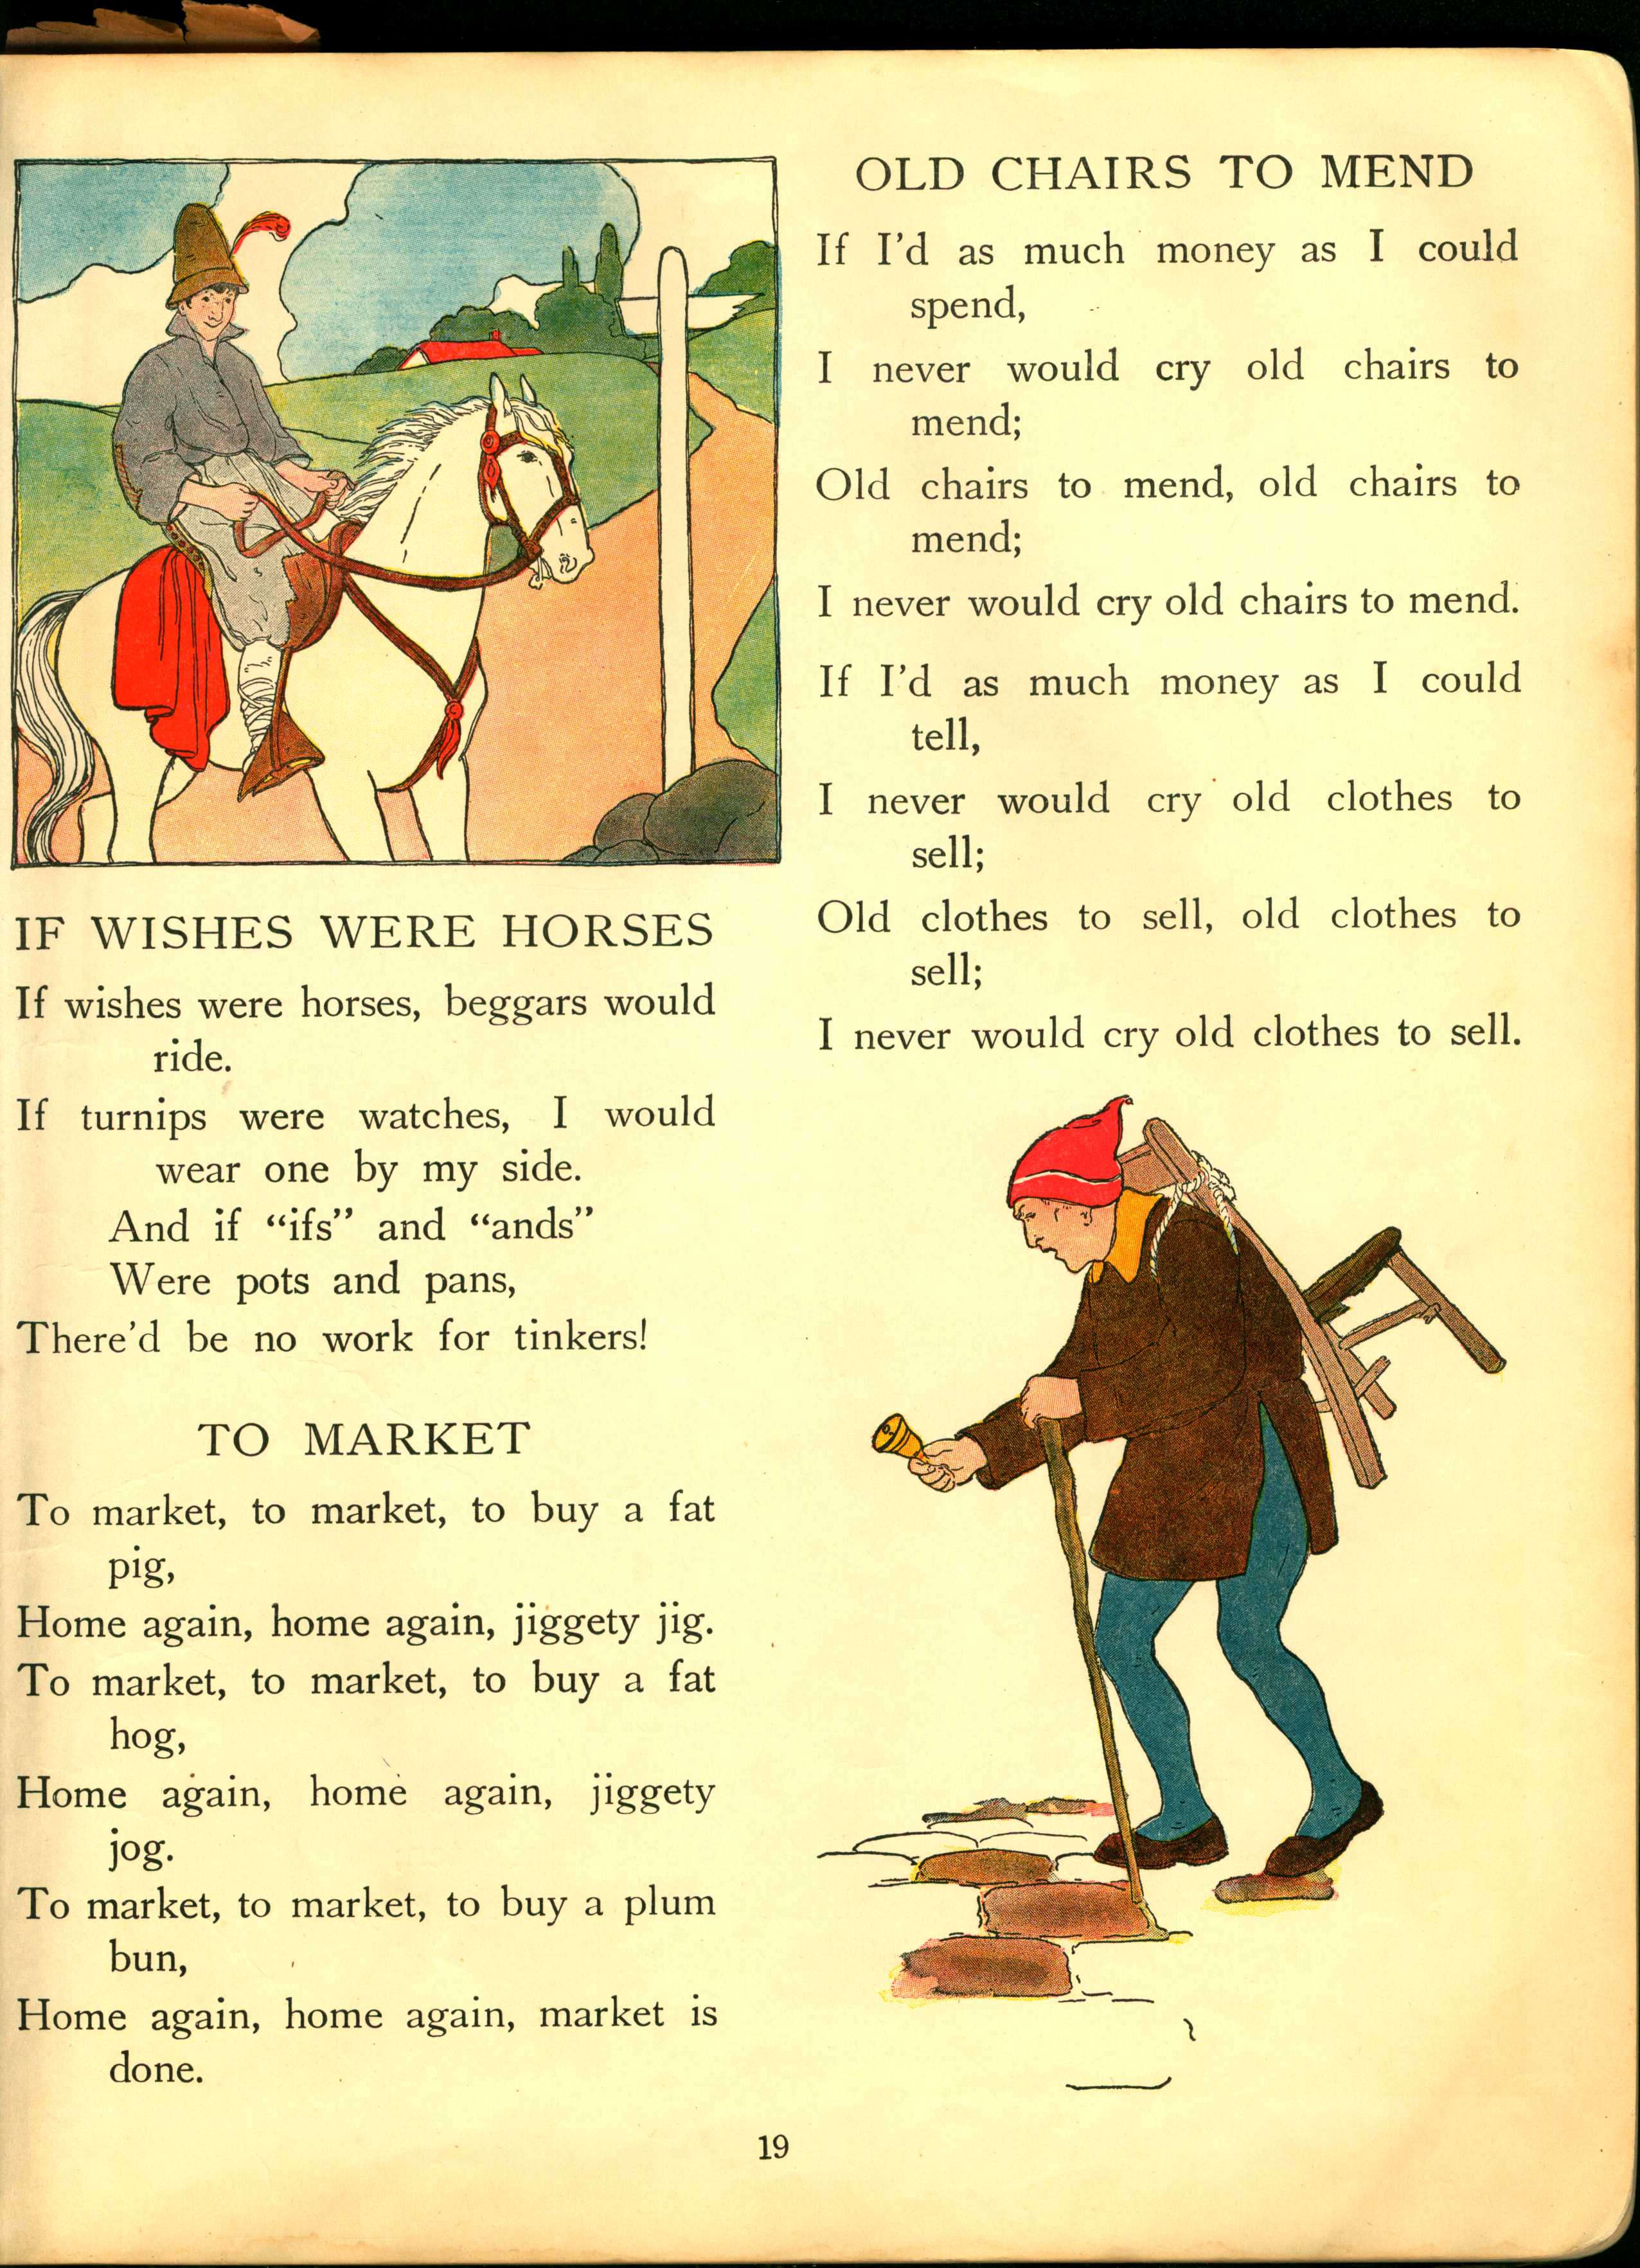 IF WISHES WERE HORSES
If wishes were horses, beggars would
ride.
If turnips were watches, I would
wear one by my side.
And if “ifs” and “ands”
Were pots and pans,
There’d be no work for tinkers!
TO MARKET
To market, to market, to buy a fat
pig,
Home again, home again, jiggety jig.
To market, to market, to buy a fat
hog,
Home again, home again, jiggety
jog.
To market, to market, to buy a plum
bun,
Home again, home again, market is
done.
OLD CHAIRS TO MEND
If I’d as much money as I could
spend,
I never would cry old chairs to
mend;
Old chairs to mend, old chairs to
mend;
I never would cry old chairs to mend.
If I’d as much money as I could
tell,
I never would cry old clothes to
sell;
Old clothes to sell, old clothes to
sell;
I never would cry old clothes to sell.
19